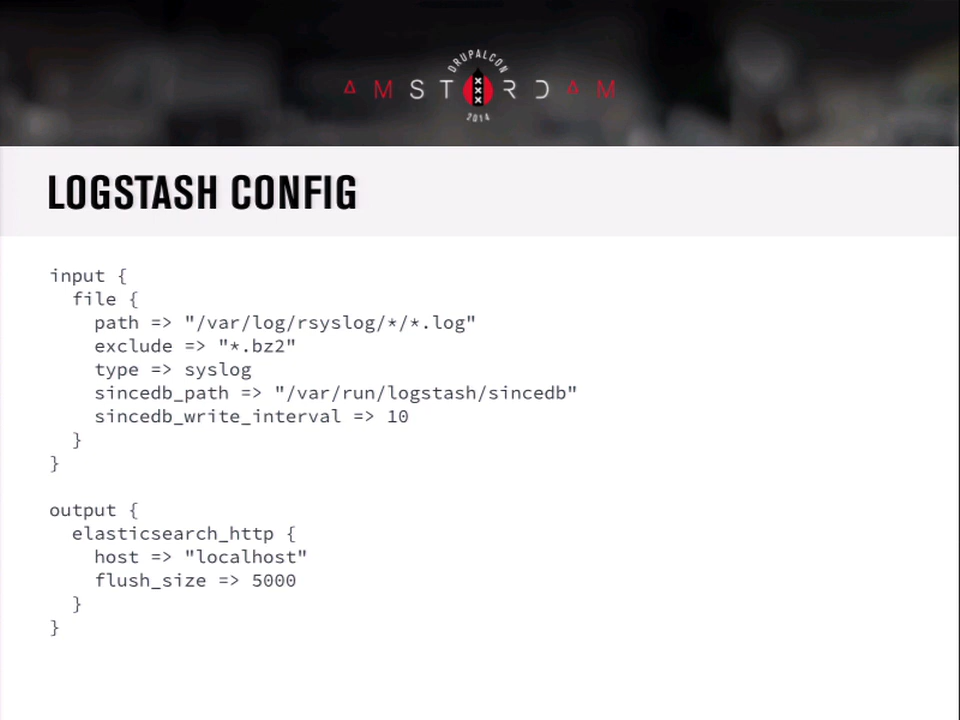 DRUPALCON
AMSTERDAM
2014
LOGSTASH CONFIG
input {
  file {
    path => "/var/log/rsyslog/*/*.log"
    exclude => "*.bz2"
    type => syslog
    sincedb_path => "/var/run/logstash/sincedb"
    sincedb_write_interval => 10
  }
}

output {
  elasticsearch_http {
    host => "localhost"
    flush_size => 5000
  }
}